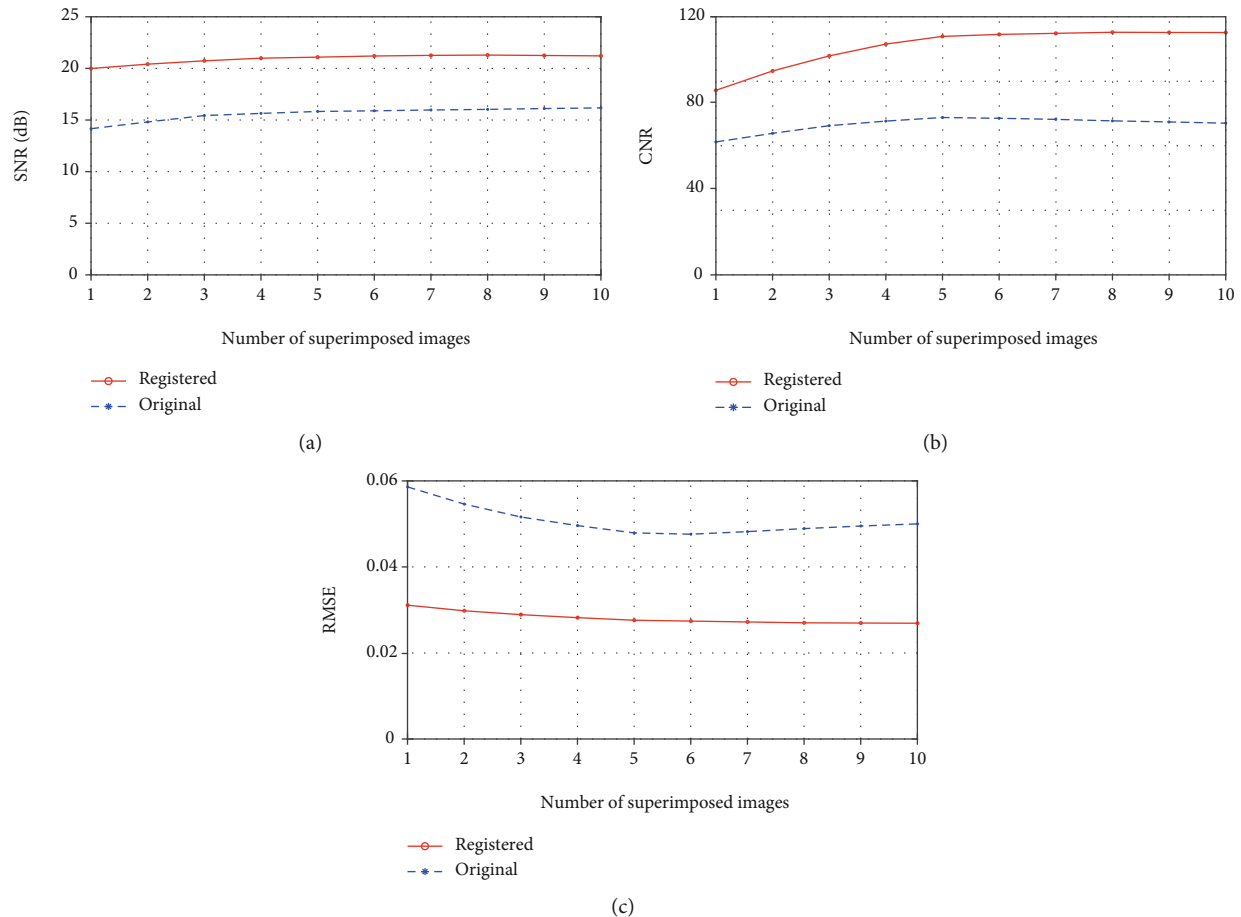 25
20
15
10
5
0
SNR (dB)
1 2 3 4 5 6 7 8 9 10
Number of superimposed images
Registered
Original
(a)
120
80
60
40
0
CNR
1 2 3 4 5 6 7 8 9 10
Number of superimposed images
Registered
Original
(b)
0.06
0.04
0.02
0
RMSE
1 2 3 4 5 6 7 8 9 10
Number of superimposed images
Registered
Original
(c)